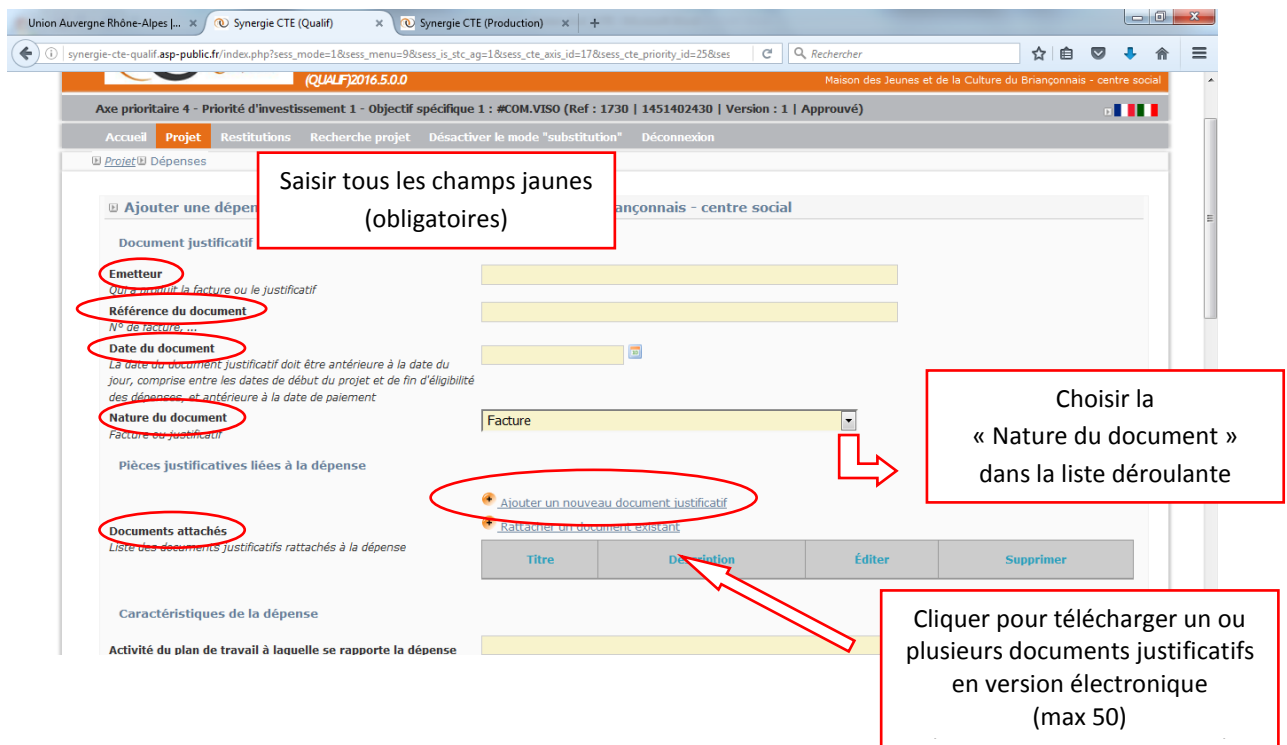 Union Auvergne Rhône-Alpes |... × Synergie CTE (Qualif) × Synergie CTE (Production) × +
synergie-cte-qualif.asp-public.fr/index.php?sess_mode=1&sess_menu=9&sess_is_stc_ag=1&sess_cte_axis_id=17&sess_cte_priority_id=25&ses Rechercher
(QUALIF)2016.5.0.0 Maison des Jeunes et de la Culture du Briançonnais - centre social
Axe prioritaire 4 - Priorité d'investissement 1 - Objectif spécifique 1 : #COM.VISO (Ref : 1730 | 1451402430 | Version : 1 | Approuvé)
Accueil Projet Restitutions Recherche projet Désactiver le mode "substitution" Déconnexion
Projet Dépenses
Saisir tous les champs jaunes
(obligatoires)
Ajouter une dépen
ançonnais - centre social
Document justificatif
Emetteur
Qui a produit la facture ou le justificatif
Référence du document
N° de facture, ...
Date du document
La date du document justificatif doit être antérieure à la date du
jour, comprise entre les dates de début du projet et de fin d'éligibilité
des dépenses, et antérieure à la date de paiement
Nature du document
Facture ou justificatif
Facture
Choisir la
« Nature du document »
dans la liste déroulante
Pièces justificatives liées à la dépense
Ajouter un nouveau document justificatif
Rattacher un document existant
Documents attachés
Liste des documents justificatifs rattachés à la dépense
Titre Description Éditer Supprimer
Caractéristiques de la dépense
Activité du plan de travail à laquelle se rapporte la dépense
Cliquer pour télécharger un ou
plusieurs documents justificatifs
en version électronique
(max 50)